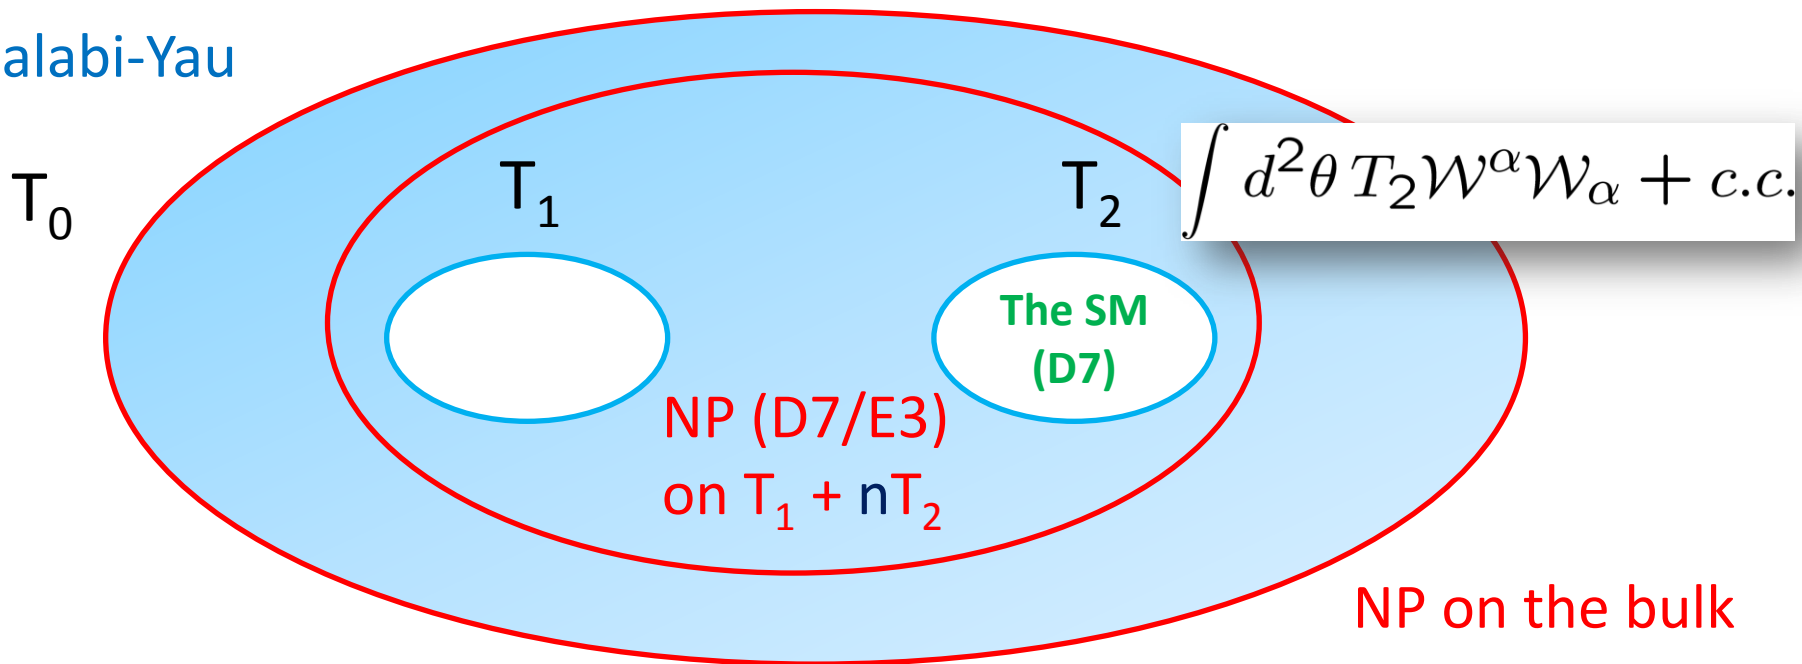 alabi-Yau
T₀
T₁
T₂
∫ d²θ T₂𝒲^α𝒲_α + c.c.
The SM
(D7)
NP (D7/E3)
on T₁ + nT₂
NP on the bulk